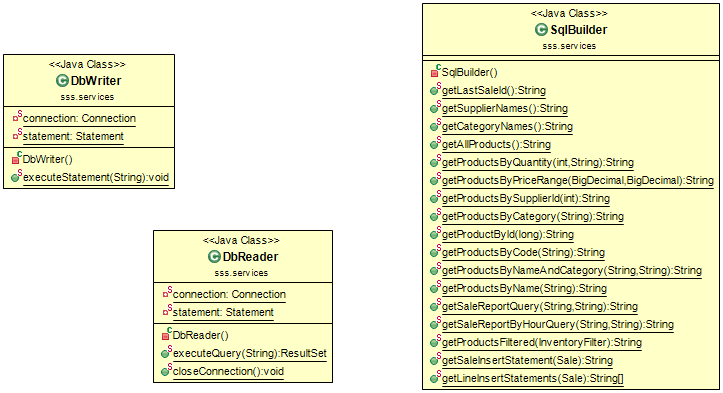 <<Java Class>>
DbWriter
sss.services
connection: Connection
statement: Statement
DbWriter()
executeStatement(String):void
<<Java Class>>
DbReader
sss.services
connection: Connection
statement: Statement
DbReader()
executeQuery(String):ResultSet
closeConnection():void
<<Java Class>>
SqlBuilder
sss.services
SqlBuilder()
getLastSaleId():String
getSupplierNames():String
getCategoryNames():String
getAllProducts():String
getProductsByQuantity(int,String):String
getProductsByPriceRange(BigDecimal,BigDecimal):String
getProductsBySupplierId(int):String
getProductsByCategory(String):String
getProductById(long):String
getProductsByCode(String):String
getProductsByNameAndCategory(String,String):String
getProductsByName(String):String
getSaleReportQuery(String,String):String
getSaleReportByHourQuery(String,String):String
getProductsFiltered(InventoryFilter):String
getSaleInsertStatement(Sale):String
getLineInsertStatements(Sale):String[]